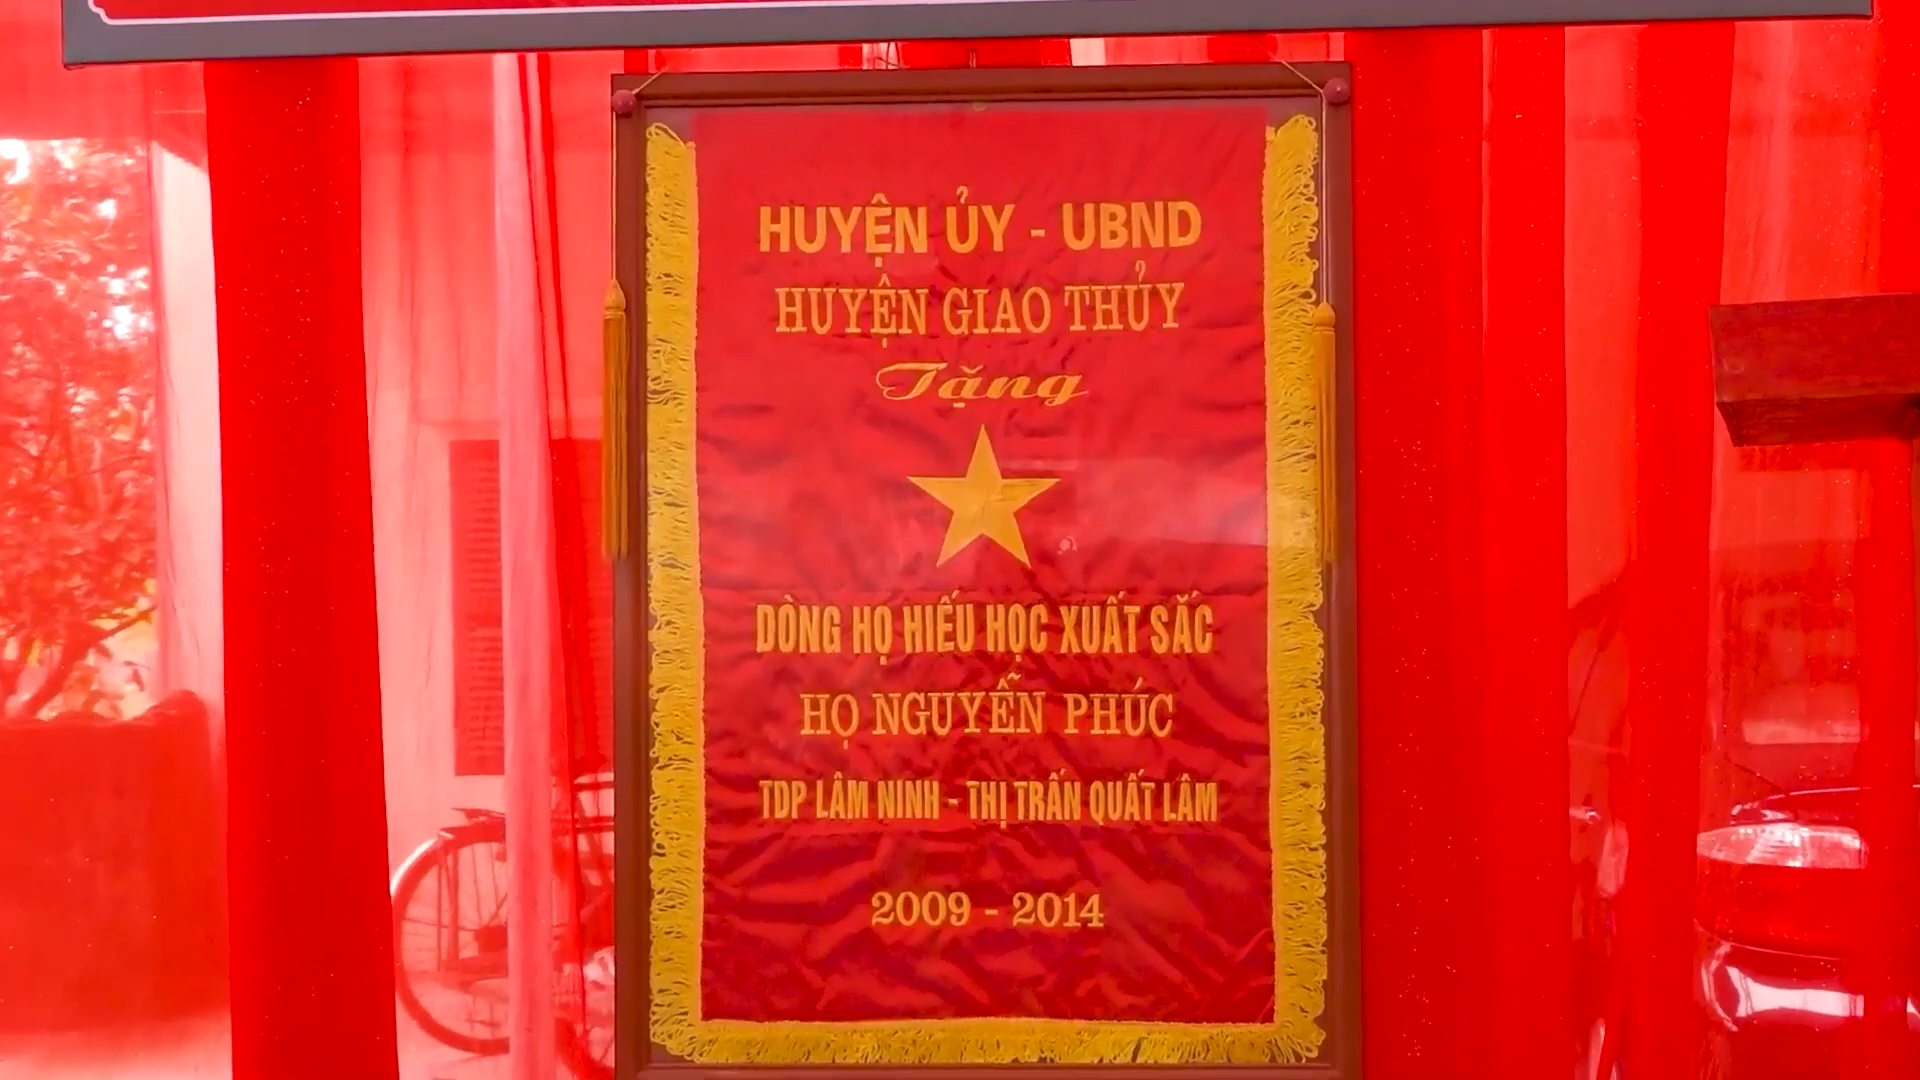 HUYỆN ỦY - UBND
HUYỆN GIAO THỦY
Tặng
DÒNG HỌ HIẾU HỌC XUẤT SẮC
HỌ NGUYỄN PHÚC
TDP LÂM NINH - THỊ TRẤN QUẤT LÂM
2009 - 2014